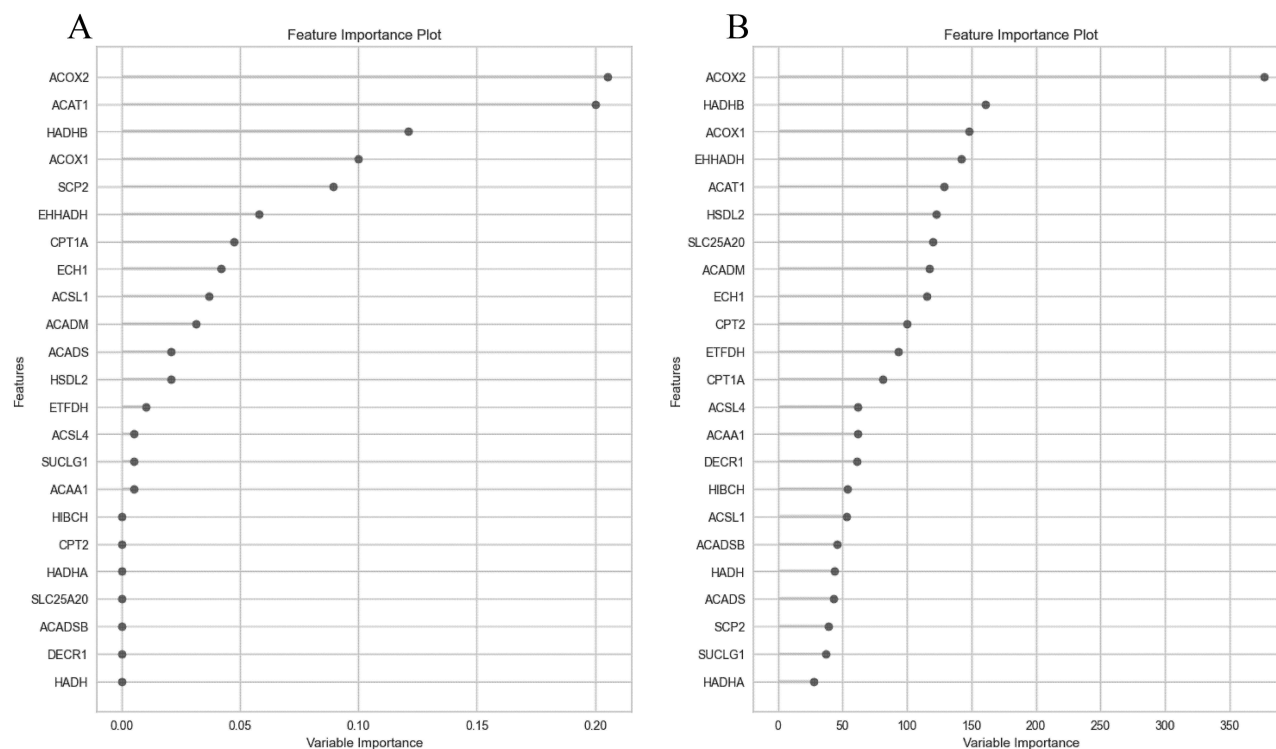 A
Feature Importance Plot
Features
ACOX2
ACAT1
HADHB
ACOX1
SCP2
EHHADH
CPT1A
ECH1
ACSL1
ACADM
ACADS
HSDL2
ETFDH
ACSL4
SUCLG1
ACAA1
HIBCH
CPT2
HADHA
SLC25A20
ACADSB
DECR1
HADH
0.00 0.05 0.10 0.15 0.20
Variable Importance
B
Feature Importance Plot
Features
ACOX2
HADHB
ACOX1
EHHADH
ACAT1
HSDL2
SLC25A20
ACADM
ECH1
CPT2
ETFDH
CPT1A
ACSL4
ACAA1
DECR1
HIBCH
ACSL1
ACADSB
HADH
ACADS
SCP2
SUCLG1
HADHA
0 50 100 150 200 250 300 350
Variable Importance